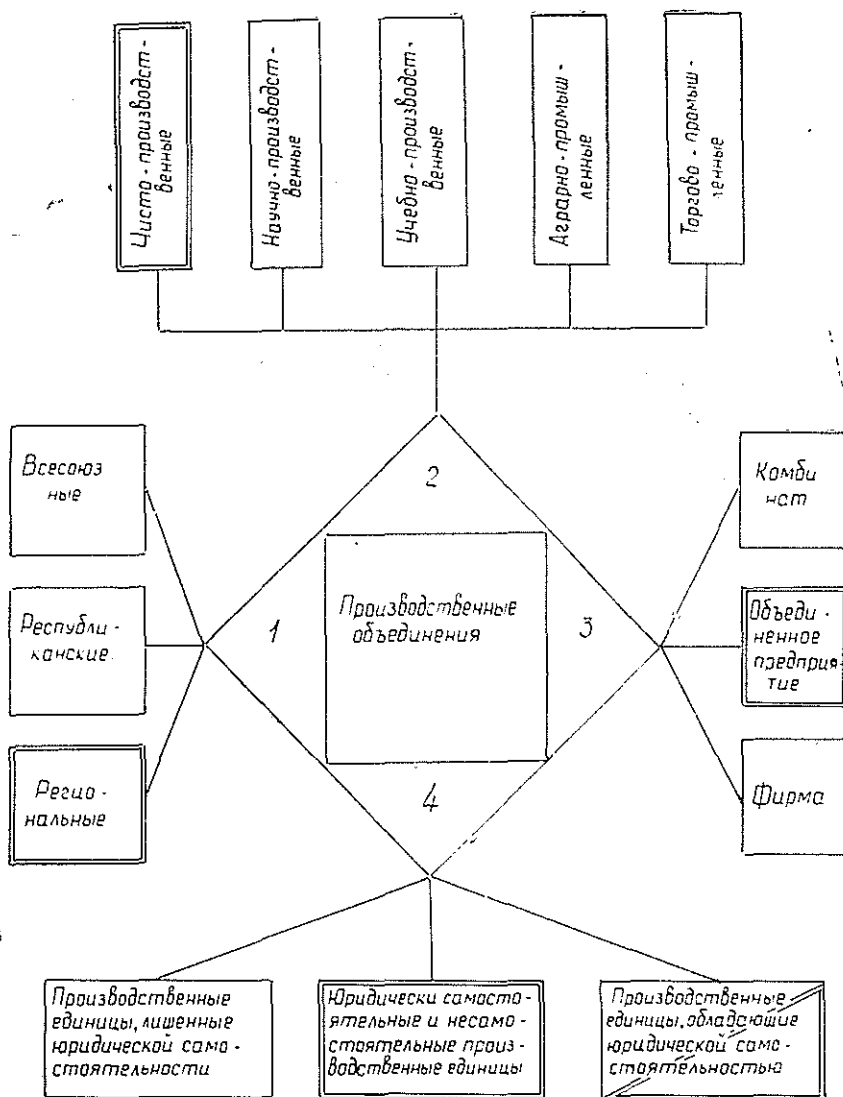 Чисто-производст-
венные
Научно-производст-
венные
Учебно-производст-
венные
Аграрно-промыш-
ленные
Торгово-промыш-
ленные
Всесоюз
ные
Республи-
канские.
Регио-
нальные
1
2
3
4
Производственные
объединения
Комби
нат
Объеди-
ненное
предприя-
тие
Фирма
Производственные
единицы, лишенные
юридической само-
стоятельности
Юридически самосто-
ятельные и несамо-
стоятельные произ-
водственные единицы
Производственные
единицы, обладающие
юридической само-
стоятельностью